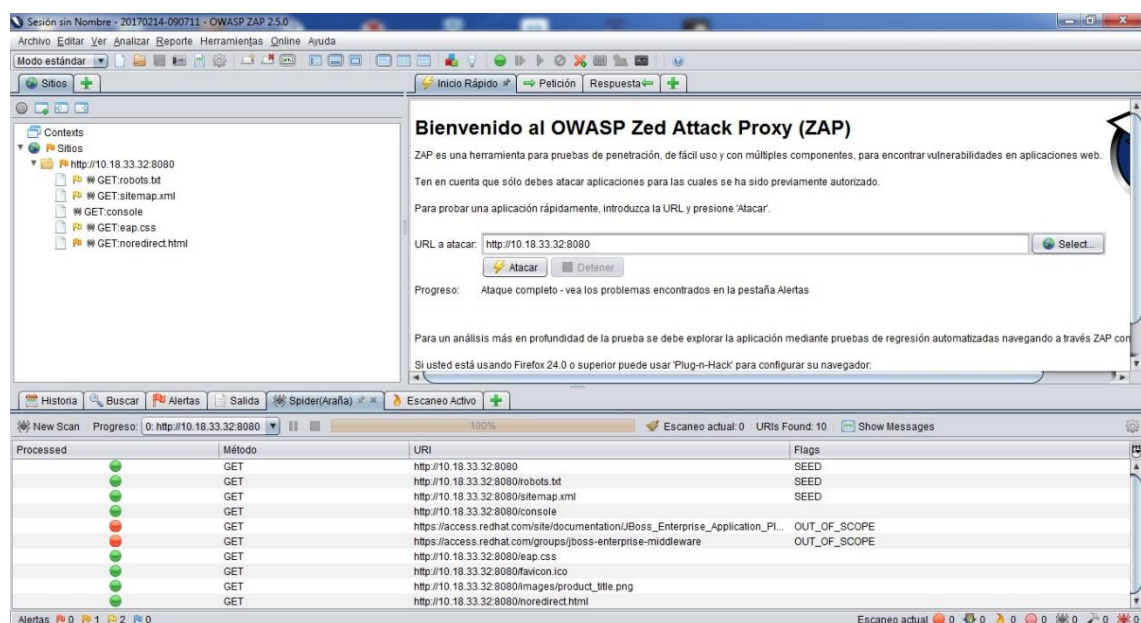 Sesión sin Nombre - 20170214-090711 - OWASP ZAP 2.5.0
Archivo Editar Ver Analizar Reporte Herramientas Online Ayuda
Modo estándar
Sitios
Inicio Rápido Petición Respuesta
Contexts
Sitios
http://10.18.33.32:8080
GET:robots.txt
GET:sitemap.xml
GET:console
GET:eap.css
GET:noredirect.html
Bienvenido al OWASP Zed Attack Proxy (ZAP)
ZAP es una herramienta para pruebas de penetración, de fácil uso y con múltiples componentes, para encontrar vulnerabilidades en aplicaciones web.
Ten en cuenta que sólo debes atacar aplicaciones para las cuales se ha sido previamente autorizado.
Para probar una aplicación rápidamente, introduzca la URL y presione 'Atacar'.
URL a atacar: http://10.18.33.32:8080 Select...
Atacar Detener
Progreso: Ataque completo - vea los problemas encontrados en la pestaña Alertas
Para un análisis más en profundidad de la prueba se debe explorar la aplicación mediante pruebas de regresión automatizadas navegando a través ZAP con
Si usted está usando Firefox 24.0 o superior puede usar 'Plug-n-Hack' para configurar su navegador:
Historia Buscar Alertas Salida Spider(Araña) Escaneo Activo
New Scan Progreso: 0: http://10.18.33.32:8080 100% Escaneo actual: 0 URIs Found: 10 Show Messages
Processed Método URI Flags
GET http://10.18.33.32:8080 SEED
GET http://10.18.33.32:8080/robots.txt SEED
GET http://10.18.33.32:8080/sitemap.xml SEED
GET http://10.18.33.32:8080/console
GET https://access.redhat.com/site/documentation/JBoss_Enterprise_Application_Pl... OUT_OF_SCOPE
GET https://access.redhat.com/groups/jboss-enterprise-middleware OUT_OF_SCOPE
GET http://10.18.33.32:8080/eap.css
GET http://10.18.33.32:8080/favicon.ico
GET http://10.18.33.32:8080/images/product_title.png
GET http://10.18.33.32:8080/noredirect.html
Alertas 0 1 2 0 Escaneo actual 0 0 0 0 0 0 0